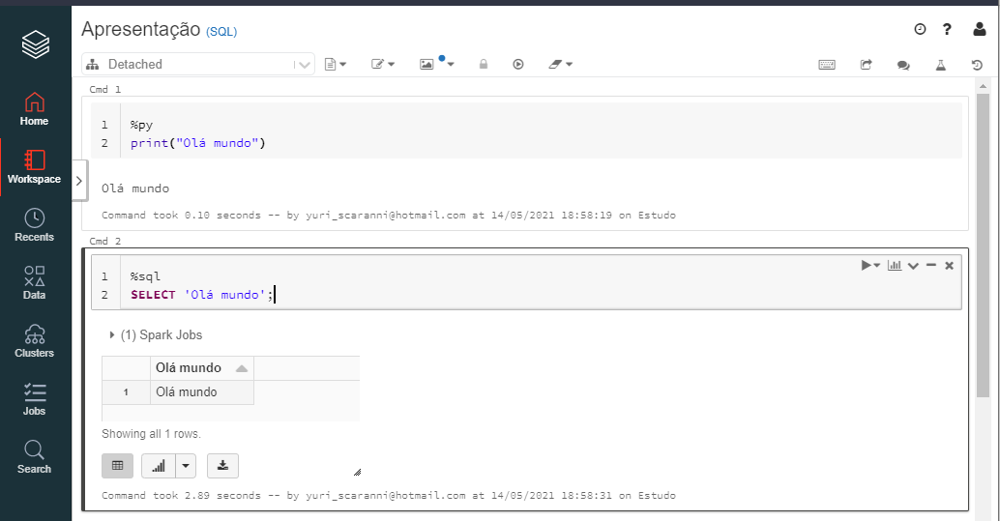 Apresentação (SQL)
Detached
Home
Workspace
Recents
Data
Clusters
Jobs
Search
Cmd 1
1 %py
2 print("Olá mundo")
Olá mundo
Command took 0.10 seconds -- by yuri_scaranni@hotmail.com at 14/05/2021 18:58:19 on Estudo
Cmd 2
1 %sql
2 SELECT 'Olá mundo';
(1) Spark Jobs
Olá mundo
1 Olá mundo
Showing all 1 rows.
Command took 2.89 seconds -- by yuri_scaranni@hotmail.com at 14/05/2021 18:58:31 on Estudo